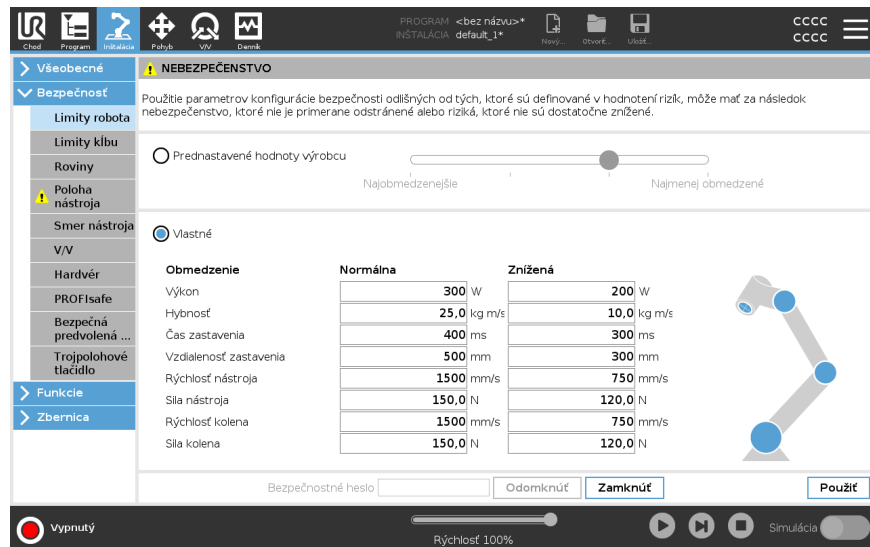 UR
PROGRAM <bez názvu>*
INŠTALÁCIA default_1*
Chod Program Inštalácia Pohyb V/V Denník
Nový... Otvoriť... Uložiť...
CCCC
CCCC
Všeobecné
Bezpečnosť
Limity robota
Limity kĺbu
Roviny
Poloha
nástroja
Smer nástroja
V/V
Hardvér
PROFIsafe
Bezpečná
predvolená ...
Trojpolohové
tlačidlo
Funkcie
Zbernica
NEBEZPEČENSTVO
Použitie parametrov konfigurácie bezpečnosti odlišných od tých, ktoré sú definované v hodnotení rizík, môže mať za následok
nebezpečenstvo, ktoré nie je primerane odstránené alebo riziká, ktoré nie sú dostatočne znížené.
Prednastavené hodnoty výrobcu
Najobmedzenejšie Najmenej obmedzené
Vlastné
Obmedzenie Normálna Znížená
Výkon 300 W 200 W
Hybnosť 25,0 kg m/s 10,0 kg m/s
Čas zastavenia 400 ms 300 ms
Vzdialenosť zastavenia 500 mm 300 mm
Rýchlosť nástroja 1500 mm/s 750 mm/s
Sila nástroja 150,0 N 120,0 N
Rýchlosť kolena 1500 mm/s 750 mm/s
Sila kolena 150,0 N 120,0 N
Bezpečnostné heslo Odomknúť Zamknúť Použiť
Vypnutý
Rýchlosť 100%
Simulácia